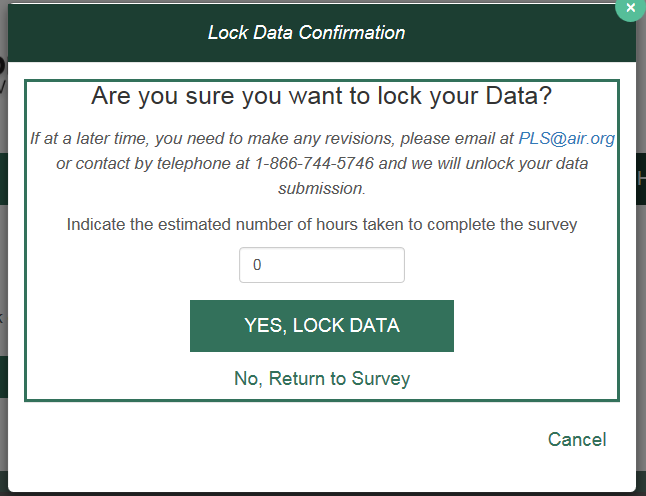 Lock Data Confirmation
×
Are you sure you want to lock your Data?
If at a later time, you need to make any revisions, please email at PLS@air.org
or contact by telephone at 1-866-744-5746 and we will unlock your data
submission.
Indicate the estimated number of hours taken to complete the survey
0
YES, LOCK DATA
No, Return to Survey
Cancel